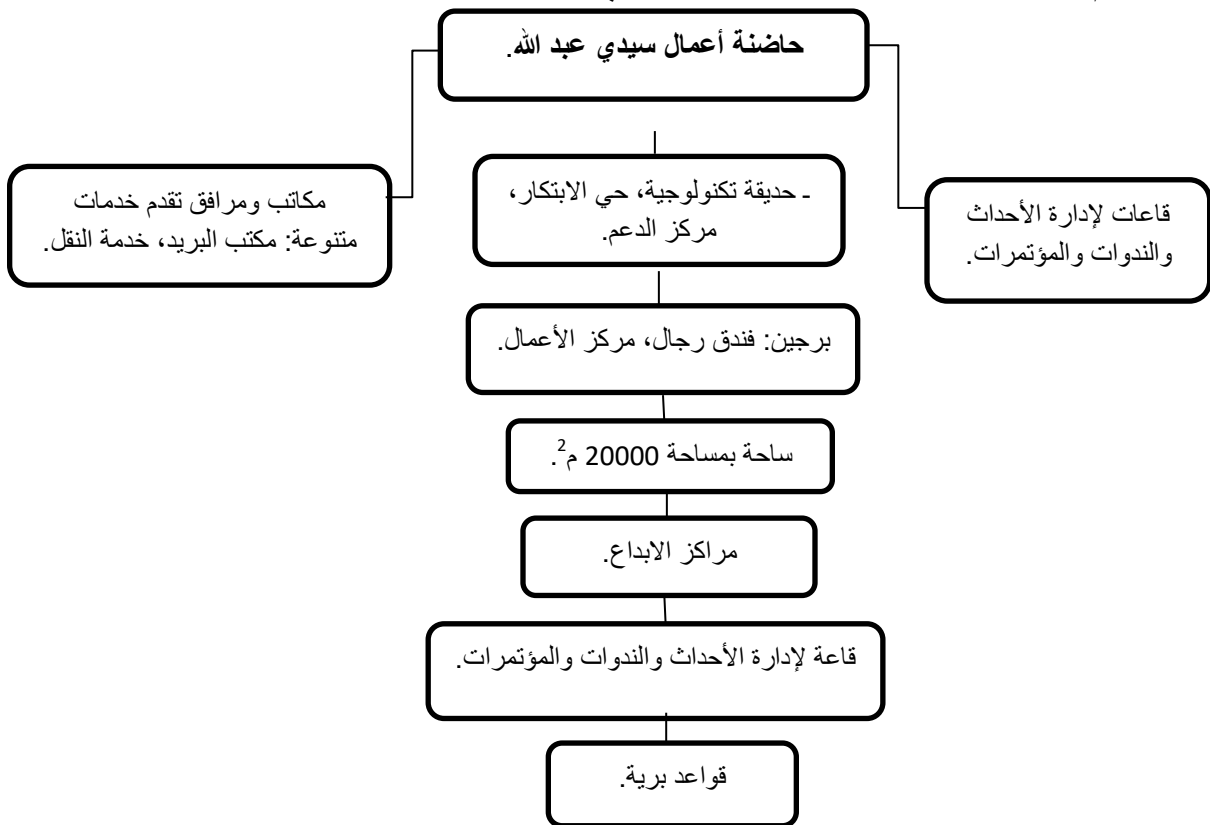 حاضنة أعمال سيدي عبد الله.
ـ حديقة تكنولوجية، حي الابتكار،
مركز الدعم.
قاعات لإدارة الأحداث
والندوات والمؤتمرات.
مكاتب ومرافق تقدم خدمات
متنوعة: مكتب البريد، خدمة النقل.
برجين: فندق رجال، مركز الأعمال.
ساحة بمساحة 20000 م².
مراكز الابداع.
قاعة لإدارة الأحداث والندوات والمؤتمرات.
قواعد برية.